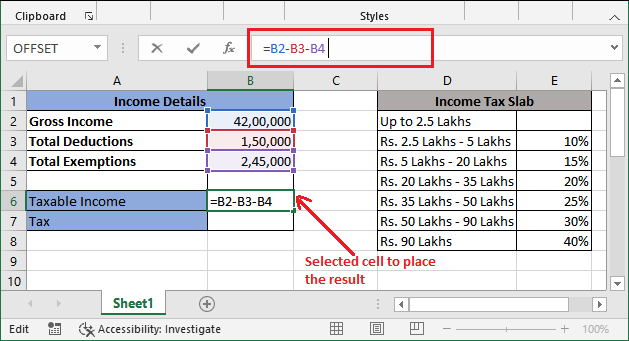 Clipboard Styles
OFFSET fx =B2-B3-B4
A B C D E
1 Income Details Income Tax Slab
2 Gross Income 42,00,000 Up to 2.5 Lakhs
3 Total Deductions 1,50,000 Rs. 2.5 Lakhs - 5 Lakhs 10%
4 Total Exemptions 2,45,000 Rs. 5 Lakhs - 20 Lakhs 15%
5 Rs. 20 Lakhs - 35 Lakhs 20%
6 Taxable Income =B2-B3-B4 Rs. 35 Lakhs - 50 Lakhs 25%
7 Tax Rs. 50 Lakhs - 90 Lakhs 30%
8 Rs. 90 Lakhs 40%
9 Selected cell to place
10 the result
Sheet1
Edit Accessibility: Investigate 100%